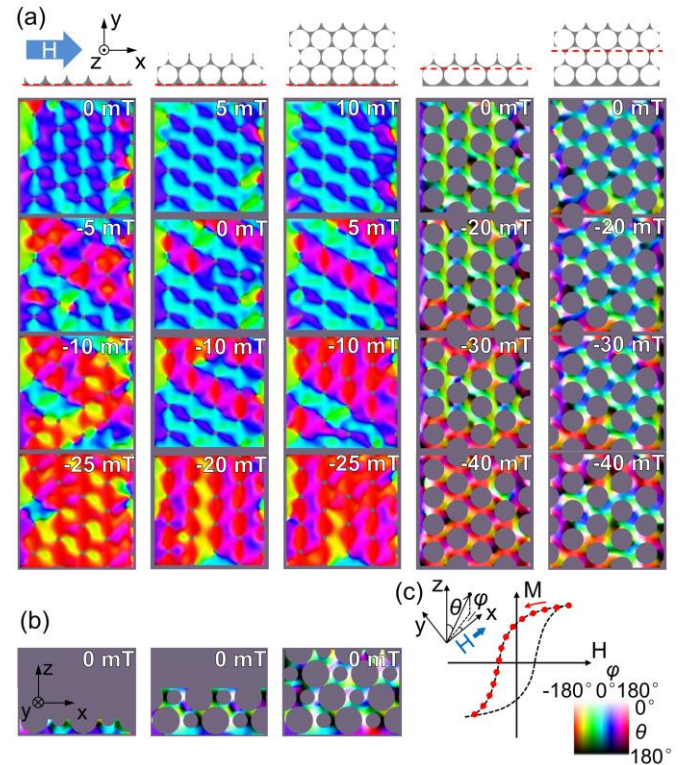 (a)
H
y
z
x
0 mT
5 mT
10 mT
0 mT
0 mT
-5 mT
0 mT
5 mT
-20 mT
-20 mT
-10 mT
-10 mT
-10 mT
-30 mT
-30 mT
-25 mT
-20 mT
-25 mT
-40 mT
-40 mT
(b)
0 mT
0 mT
0 mT
z
y
x
(c)
z
θ
φ
x
y
H
M
H
φ
-180° 0° 180°
0°
θ
180°